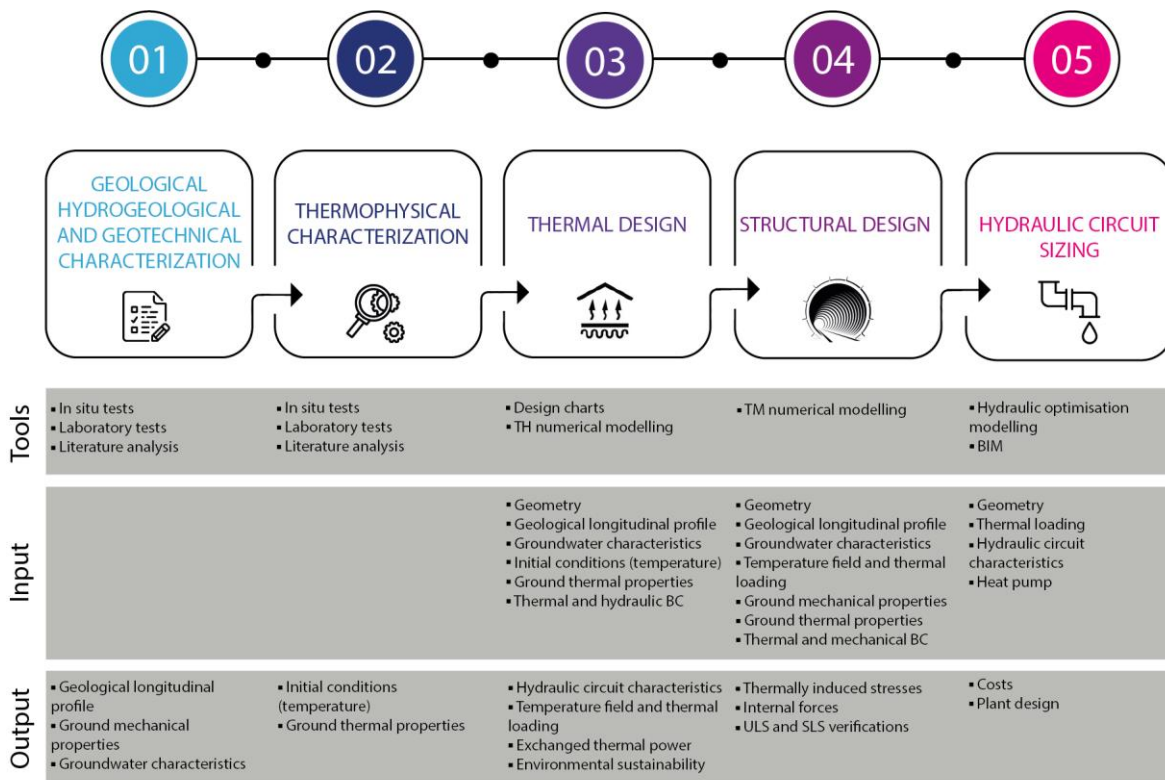 01
02
03
04
05
GEOLOGICAL
HYDROGEOLOGICAL
AND GEOTECHNICAL
CHARACTERIZATION
THERMOPHYSICAL
CHARACTERIZATION
THERMAL DESIGN
STRUCTURAL DESIGN
HYDRAULIC CIRCUIT
SIZING
Tools
▪ In situ tests
▪ Laboratory tests
▪ Literature analysis
▪ In situ tests
▪ Laboratory tests
▪ Literature analysis
▪ Design charts
▪ TH numerical modelling
▪ TM numerical modelling
▪ Hydraulic optimisation
modelling
▪ BIM
Input
▪ Geometry
▪ Geological longitudinal profile
▪ Groundwater characteristics
▪ Initial conditions (temperature)
▪ Ground thermal properties
▪ Thermal and hydraulic BC
▪ Geometry
▪ Geological longitudinal profile
▪ Groundwater characteristics
▪ Temperature field and thermal
loading
▪ Ground mechanical properties
▪ Ground thermal properties
▪ Thermal and mechanical BC
▪ Geometry
▪ Thermal loading
▪ Hydraulic circuit
characteristics
▪ Heat pump
Output
▪ Geological longitudinal
profile
▪ Ground mechanical
properties
▪ Groundwater characteristics
▪ Initial conditions
(temperature)
▪ Ground thermal properties
▪ Hydraulic circuit characteristics
▪ Temperature field and thermal
loading
▪ Exchanged thermal power
▪ Environmental sustainability
▪ Thermally induced stresses
▪ Internal forces
▪ ULS and SLS verifications
▪ Costs
▪ Plant design